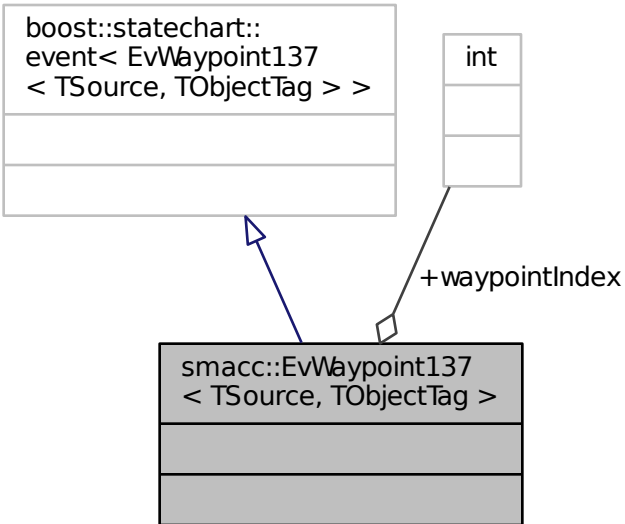 boost::statechart::
event< EvWaypoint137
< TSource, TObjectTag > >
int
+waypointIndex
smacc::EvWaypoint137
< TSource, TObjectTag >